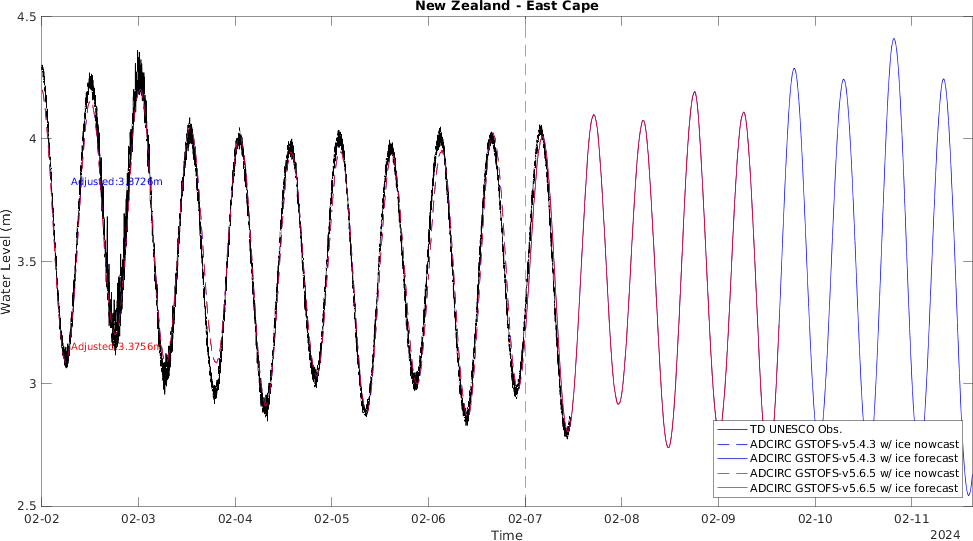 New Zealand - East Cape
4.5
4
3.5
3
2.5
Water Level (m)
Adjusted:3.3726m
Adjusted:3.3756m
TD UNESCO Obs.
ADCIRC GSTOFS-v5.4.3 w/ ice nowcast
ADCIRC GSTOFS-v5.4.3 w/ ice forecast
ADCIRC GSTOFS-v5.6.5 w/ ice nowcast
ADCIRC GSTOFS-v5.6.5 w/ ice forecast
02-02 02-03 02-04 02-05 02-06 02-07 02-08 02-09 02-10 02-11
Time
2024